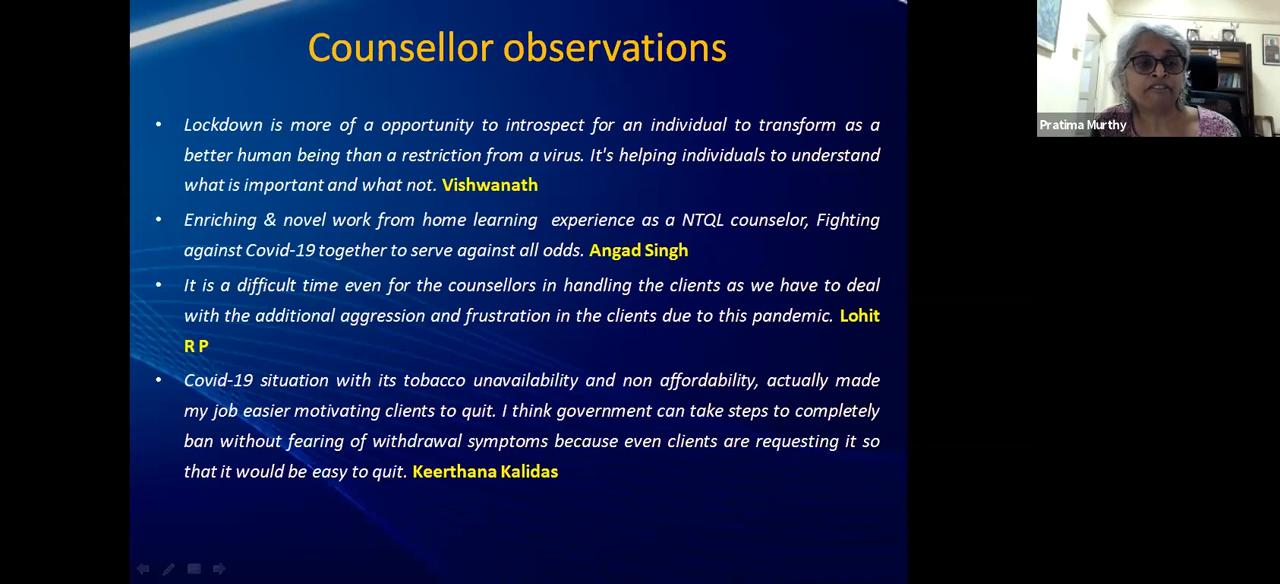 Counsellor observations
• Lockdown is more of a opportunity to introspect for an individual to transform as a
better human being than a restriction from a virus. It's helping individuals to understand
what is important and what not. Vishwanath
• Enriching & novel work from home learning experience as a NTQL counselor, Fighting
against Covid-19 together to serve against all odds. Angad Singh
• It is a difficult time even for the counsellors in handling the clients as we have to deal
with the additional aggression and frustration in the clients due to this pandemic. Lohit
R P
• Covid-19 situation with its tobacco unavailability and non affordability, actually made
my job easier motivating clients to quit. I think government can take steps to completely
ban without fearing of withdrawal symptoms because even clients are requesting it so
that it would be easy to quit. Keerthana Kalidas
Pratima Murthy